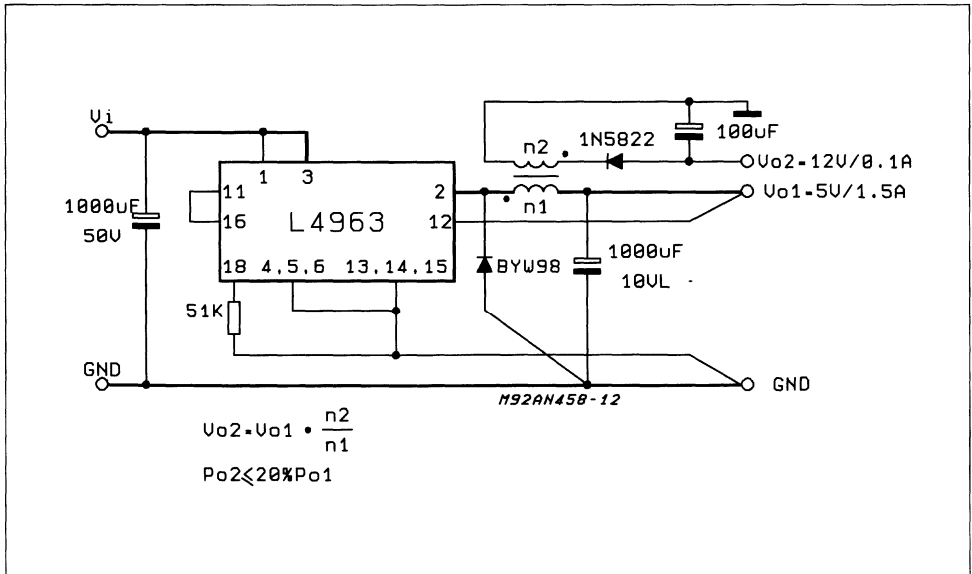 Vi
1000uF
50V
11
16
1
3
2
12
L4963
18
4,5,6
13,14,15
51K
GND
n2
n1
1N5822
100uF
Vo2=12V/0.1A
Vo1=5V/1.5A
BYW98
1000uF
10VL
GND
M92AN458-12
Vo2=Vo1 • n2
n1
Po2≤20%Po1